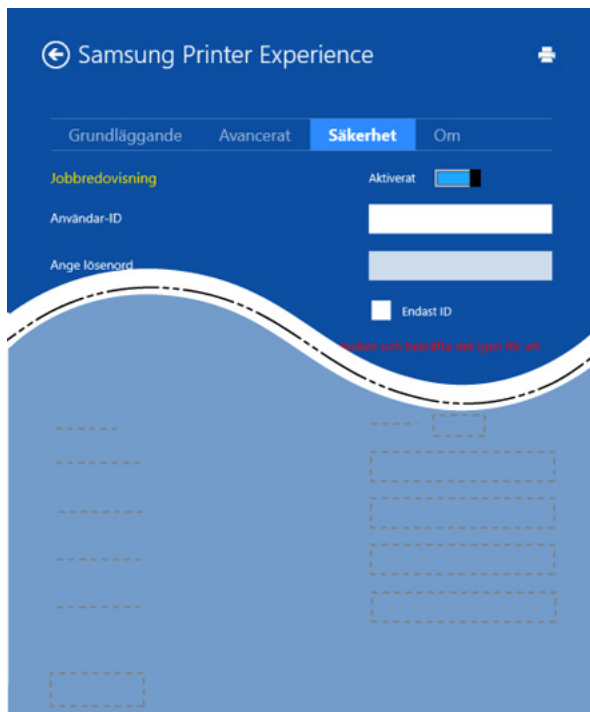 Samsung Printer Experience
Grundläggande Avancerat Säkerhet Om
Jobbredovisning Aktiverat
Användar-ID
Ange lösenord
Endast ID
och bekräfta det igen för att